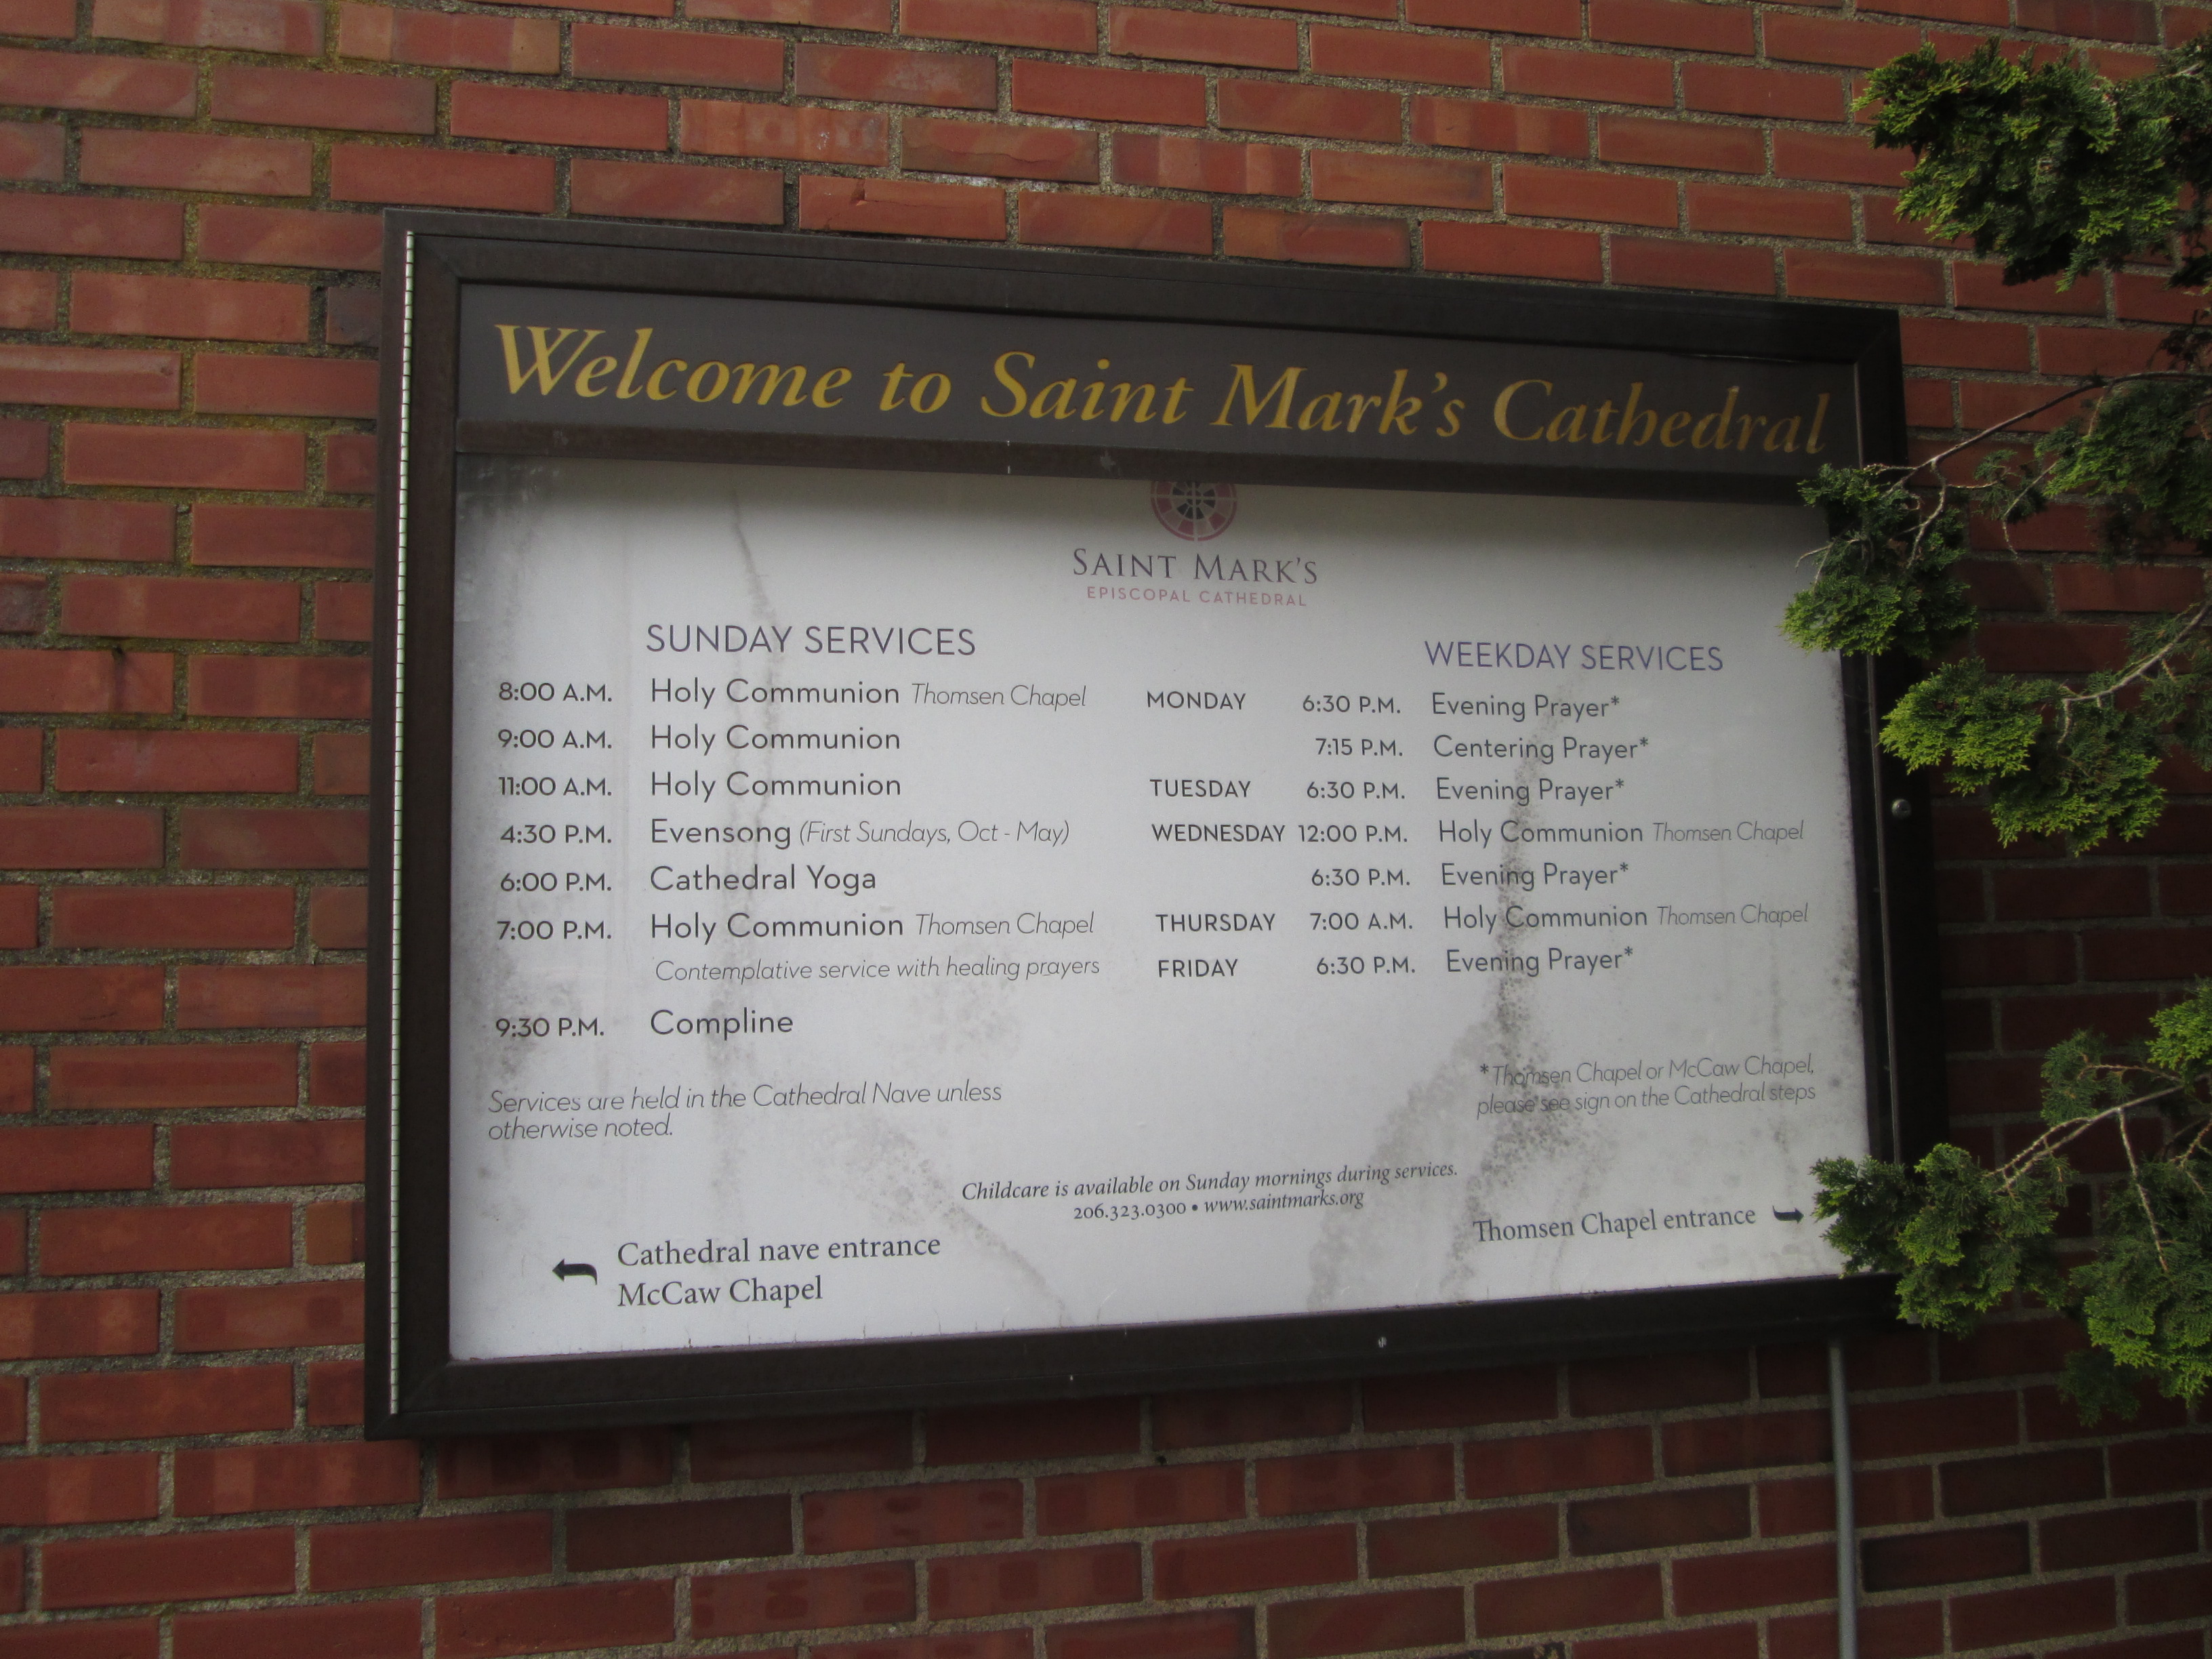 Welcome to Saint Mark's Cathedral
SAINT MARK'S
EPISCOPAL CATHEDRAL
SUNDAY SERVICES
8:00 A.M. Holy Communion Thomsen Chapel
9:00 A.M. Holy Communion
11:00 A.M. Holy Communion
4:30 P.M. Evensong (First Sundays, Oct - May)
6:00 P.M. Cathedral Yoga
7:00 P.M. Holy Communion Thomsen Chapel
Contemplative service with healing prayers
9:30 P.M. Compline
Services are held in the Cathedral Nave unless
otherwise noted.
WEEKDAY SERVICES
MONDAY 6:30 P.M. Evening Prayer*
7:15 P.M. Centering Prayer*
TUESDAY 6:30 P.M. Evening Prayer*
WEDNESDAY 12:00 P.M. Holy Communion Thomsen Chapel
6:30 P.M. Evening Prayer*
THURSDAY 7:00 A.M. Holy Communion Thomsen Chapel
FRIDAY 6:30 P.M. Evening Prayer*
*Thomsen Chapel or McCaw Chapel,
please see sign on the Cathedral steps
Childcare is available on Sunday mornings during services.
206.323.0300 • www.saintmarks.org
Cathedral nave entrance
McCaw Chapel
Thomsen Chapel entrance